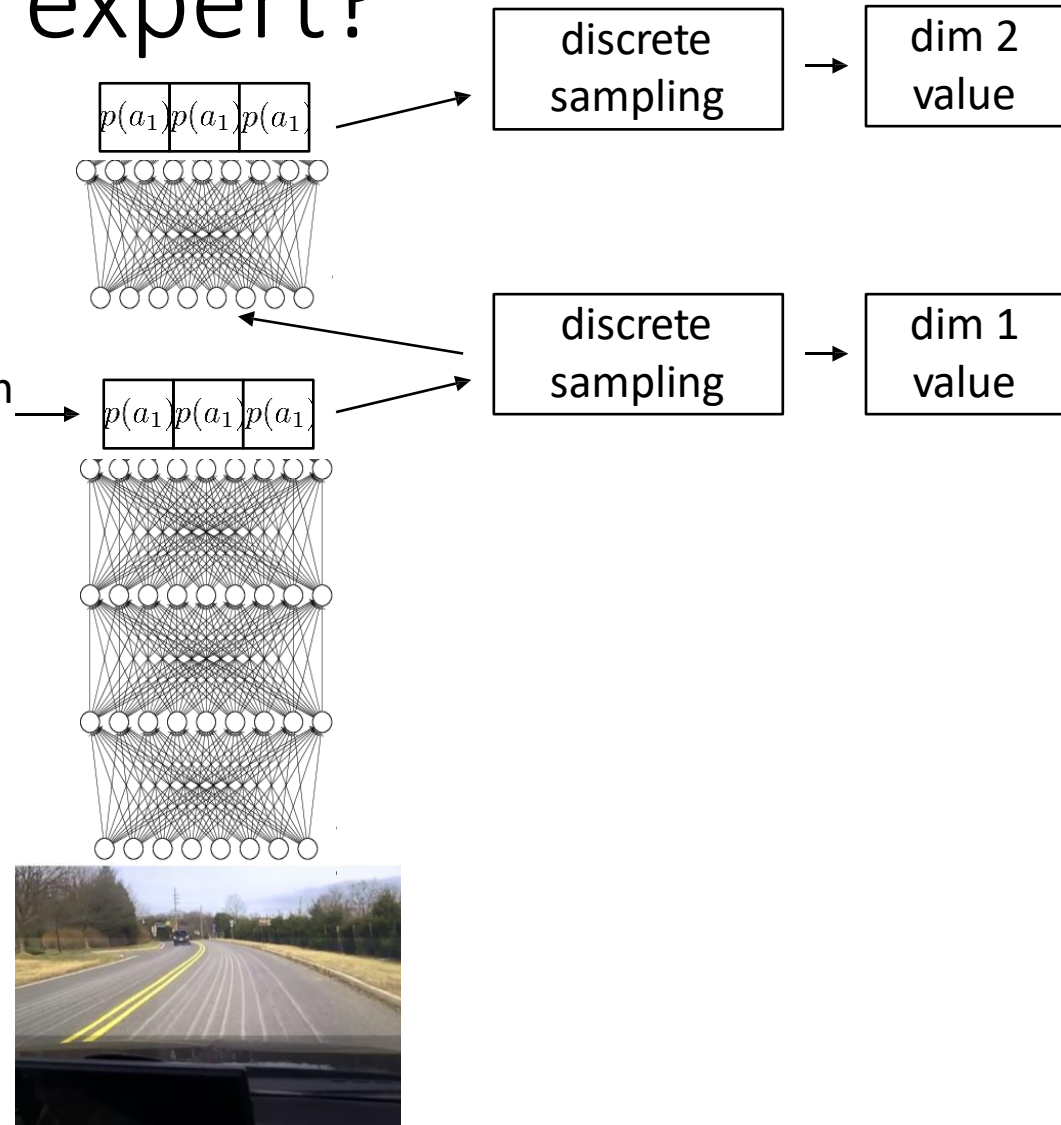 expert?
p(a₁) p(a₁) p(a₁)
discrete
sampling
dim 2
value
discrete
sampling
dim 1
value
p(a₁) p(a₁) p(a₁)